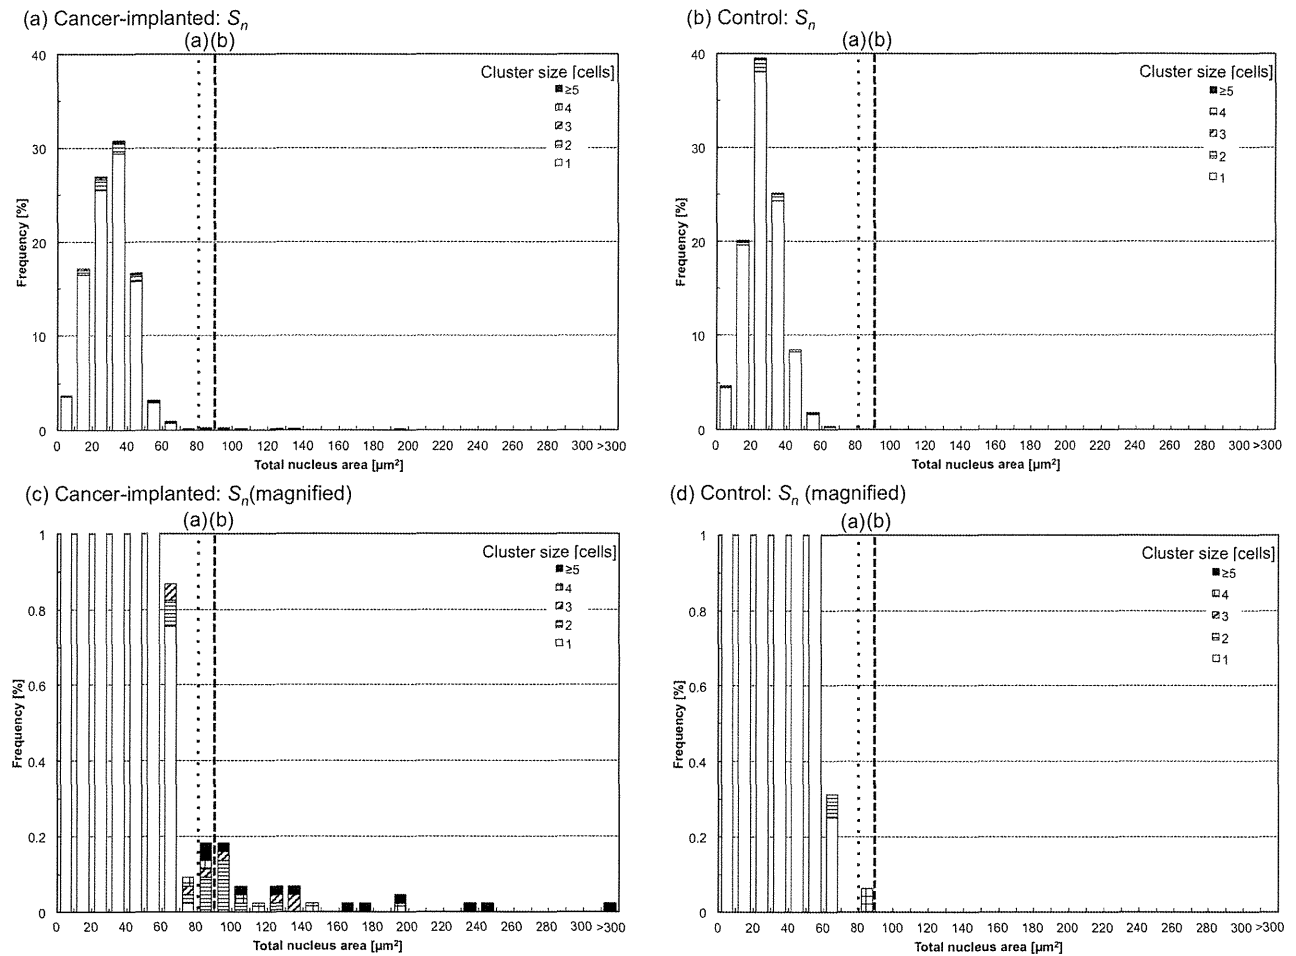 (a) Cancer-implanted: Sn
(a)(b)
40
30
20
10
0
Frequency [%]
Cluster size [cells]
≥5
4
3
2
1
0 20 40 60 80 100 120 140 160 180 200 220 240 260 280 300 >300
Total nucleus area [µm²]
(b) Control: Sn
(a)(b)
40
30
20
10
0
Frequency [%]
Cluster size [cells]
≥5
4
3
2
1
0 20 40 60 80 100 120 140 160 180 200 220 240 260 280 300 >300
Total nucleus area [µm²]
(c) Cancer-implanted: Sn(magnified)
(a)(b)
1
0.8
0.6
0.4
0.2
0
Frequency [%]
Cluster size [cells]
≥5
4
3
2
1
0 20 40 60 80 100 120 140 160 180 200 220 240 260 280 300 >300
Total nucleus area [µm²]
(d) Control: Sn (magnified)
(a)(b)
1
0.8
0.6
0.4
0.2
0
Frequency [%]
Cluster size [cells]
≥5
4
3
2
1
0 20 40 60 80 100 120 140 160 180 200 220 240 260 280 300 >300
Total nucleus area [µm²]